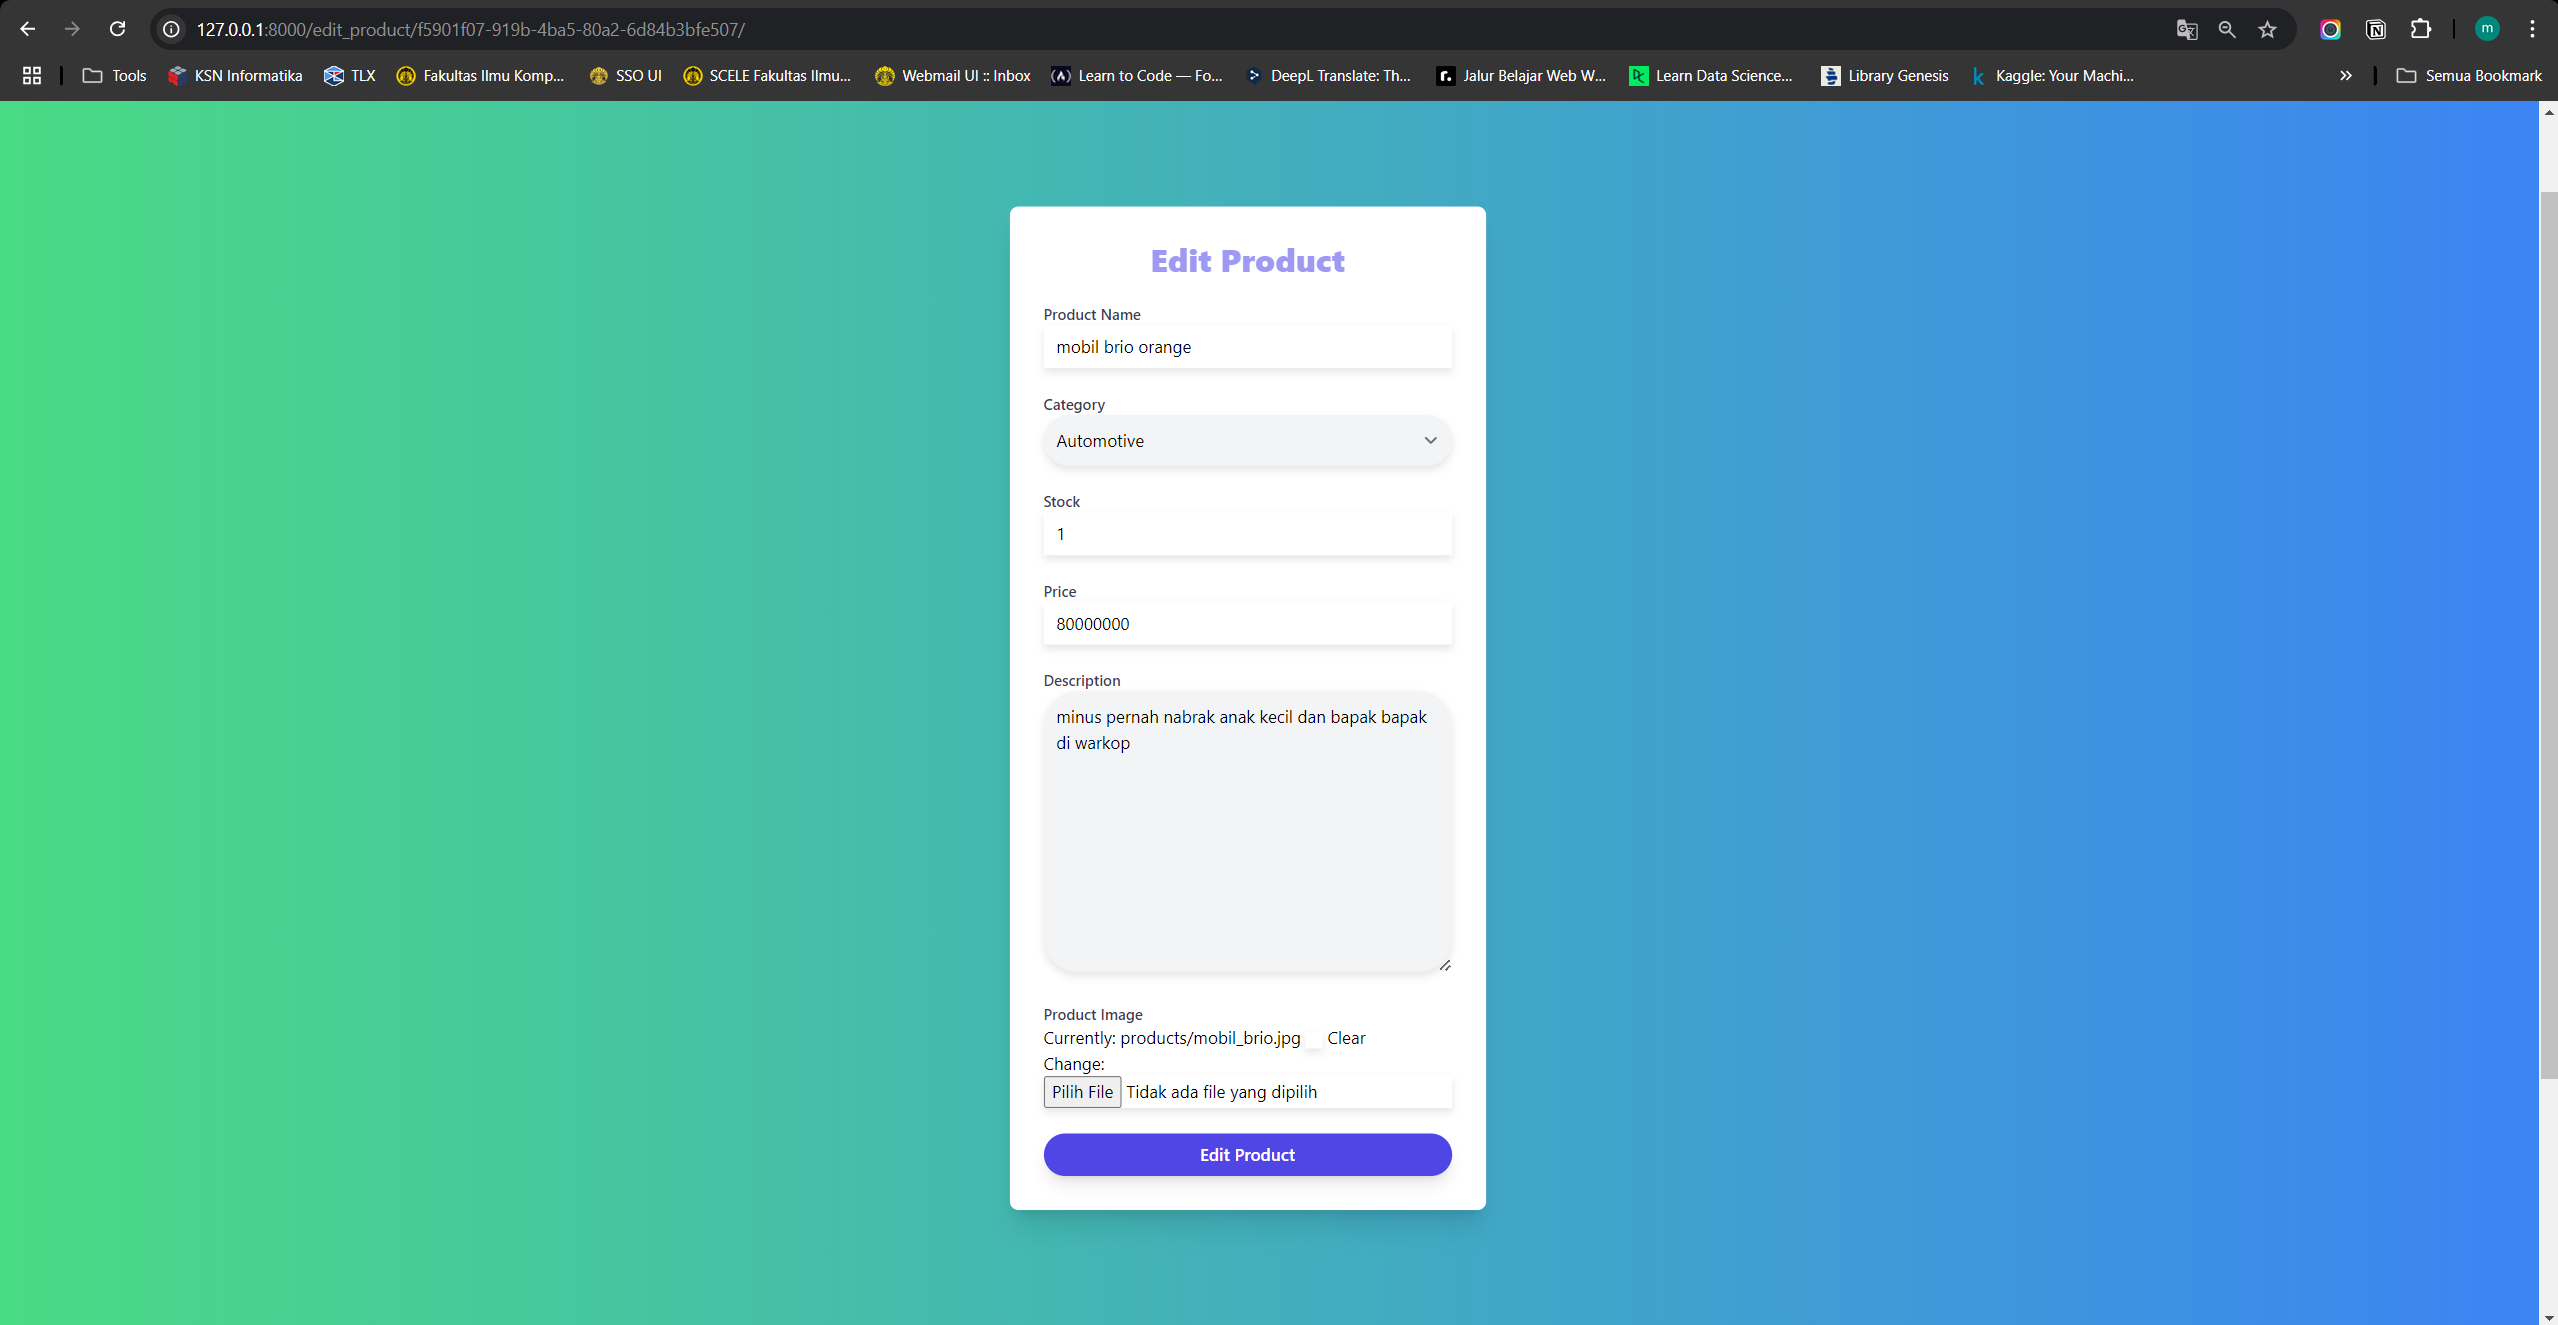 127.0.0.1:8000/edit_product/f5901f07-919b-4ba5-80a2-6d84b3bfe507/
m
Tools KSN Informatika TLX Fakultas Ilmu Komp... SSO UI SCELE Fakultas Ilmu... Webmail UI :: Inbox Learn to Code — Fo... DeepL Translate: Th... Jalur Belajar Web W... Learn Data Science... Library Genesis Kaggle: Your Machi... Semua Bookmark
Edit Product
Product Name
mobil brio orange
Category
Automotive
Stock
1
Price
80000000
Description
minus pernah nabrak anak kecil dan bapak bapak
di warkop
Product Image
Currently: products/mobil_brio.jpg Clear
Change:
Pilih File Tidak ada file yang dipilih
Edit Product